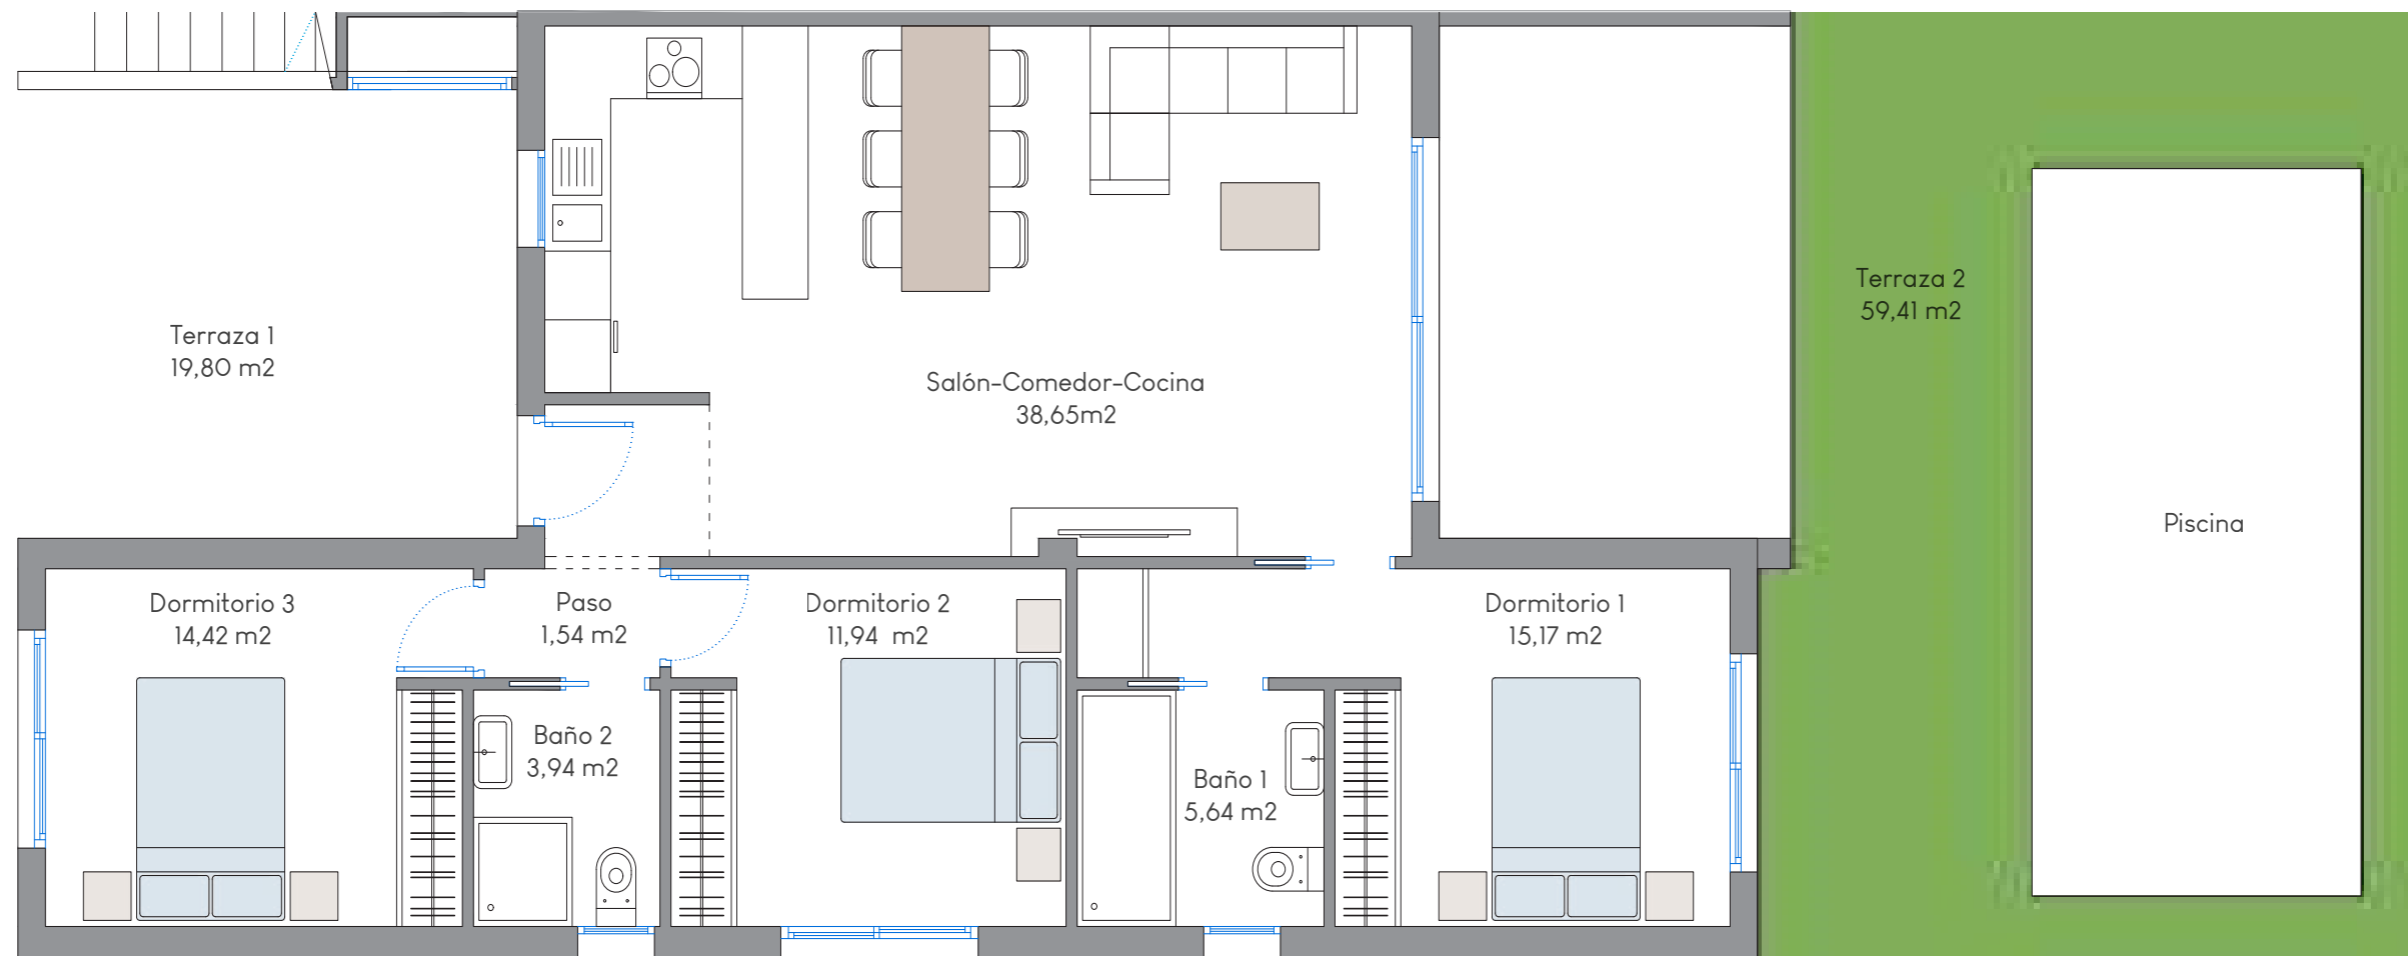 Terraza 1
19,80 m2
Salón-Comedor-Cocina
38,65m2
Terraza 2
59,41 m2
Piscina
Dormitorio 3
14,42 m2
Paso
1,54 m2
Dormitorio 2
11,94 m2
Dormitorio 1
15,17 m2
Baño 2
3,94 m2
Baño 1
5,64 m2